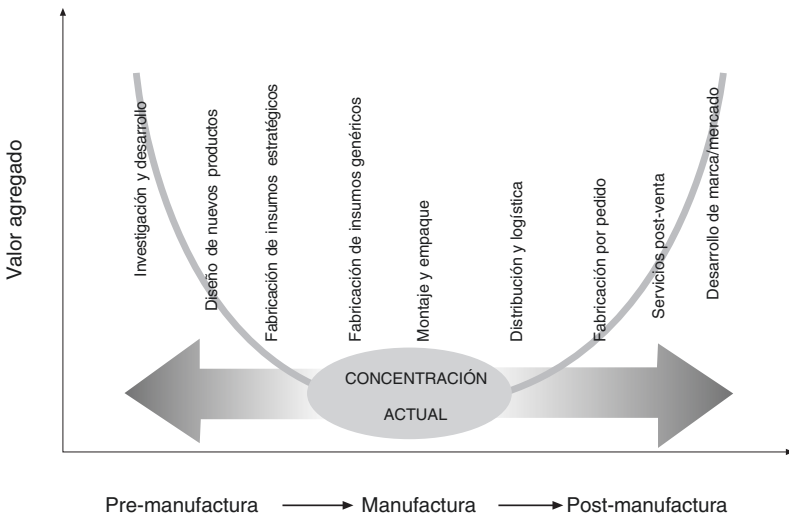 Valor agregado
Investigación y desarrollo
Diseño de nuevos productos
Fabricación de insumos estratégicos
Fabricación de insumos genéricos
Montaje y empaque
Distribución y logística
Fabricación por pedido
Servicios post-venta
Desarrollo de marca/mercado
CONCENTRACIÓN
ACTUAL
Pre-manufactura
Manufactura
Post-manufactura